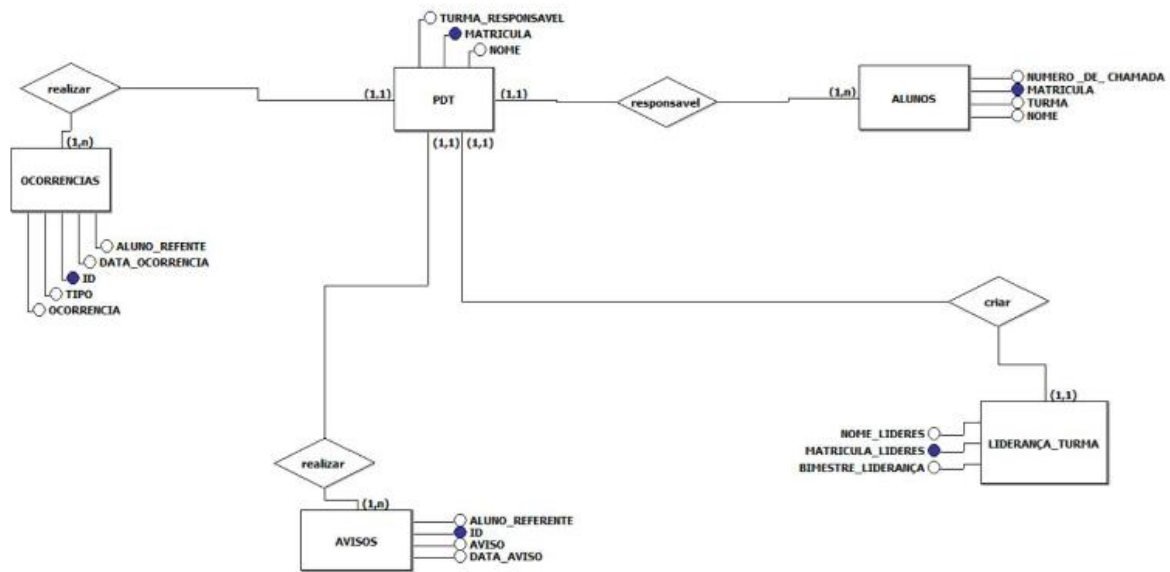 TURMA_RESPONSAVEL
MATRICULA
NOME
realizar
(1,1)
PDT
(1,1)
responsavel
(1,n)
ALUNOS
NUMERO _DE_ CHAMADA
MATRICULA
TURMA
NOME
(1,n)
OCORRENCIAS
(1,1)
(1,1)
ALUNO_REFENTE
DATA_OCORRENCIA
ID
TIPO
OCORRENCIA
criar
(1,1)
NOME_LIDERES
MATRICULA_LIDERES
BIMESTRE_LIDERANÇA
LIDERANÇA_TURMA
realizar
(1,n)
AVISOS
ALUNO_REFERENTE
ID
AVISO
DATA_AVISO